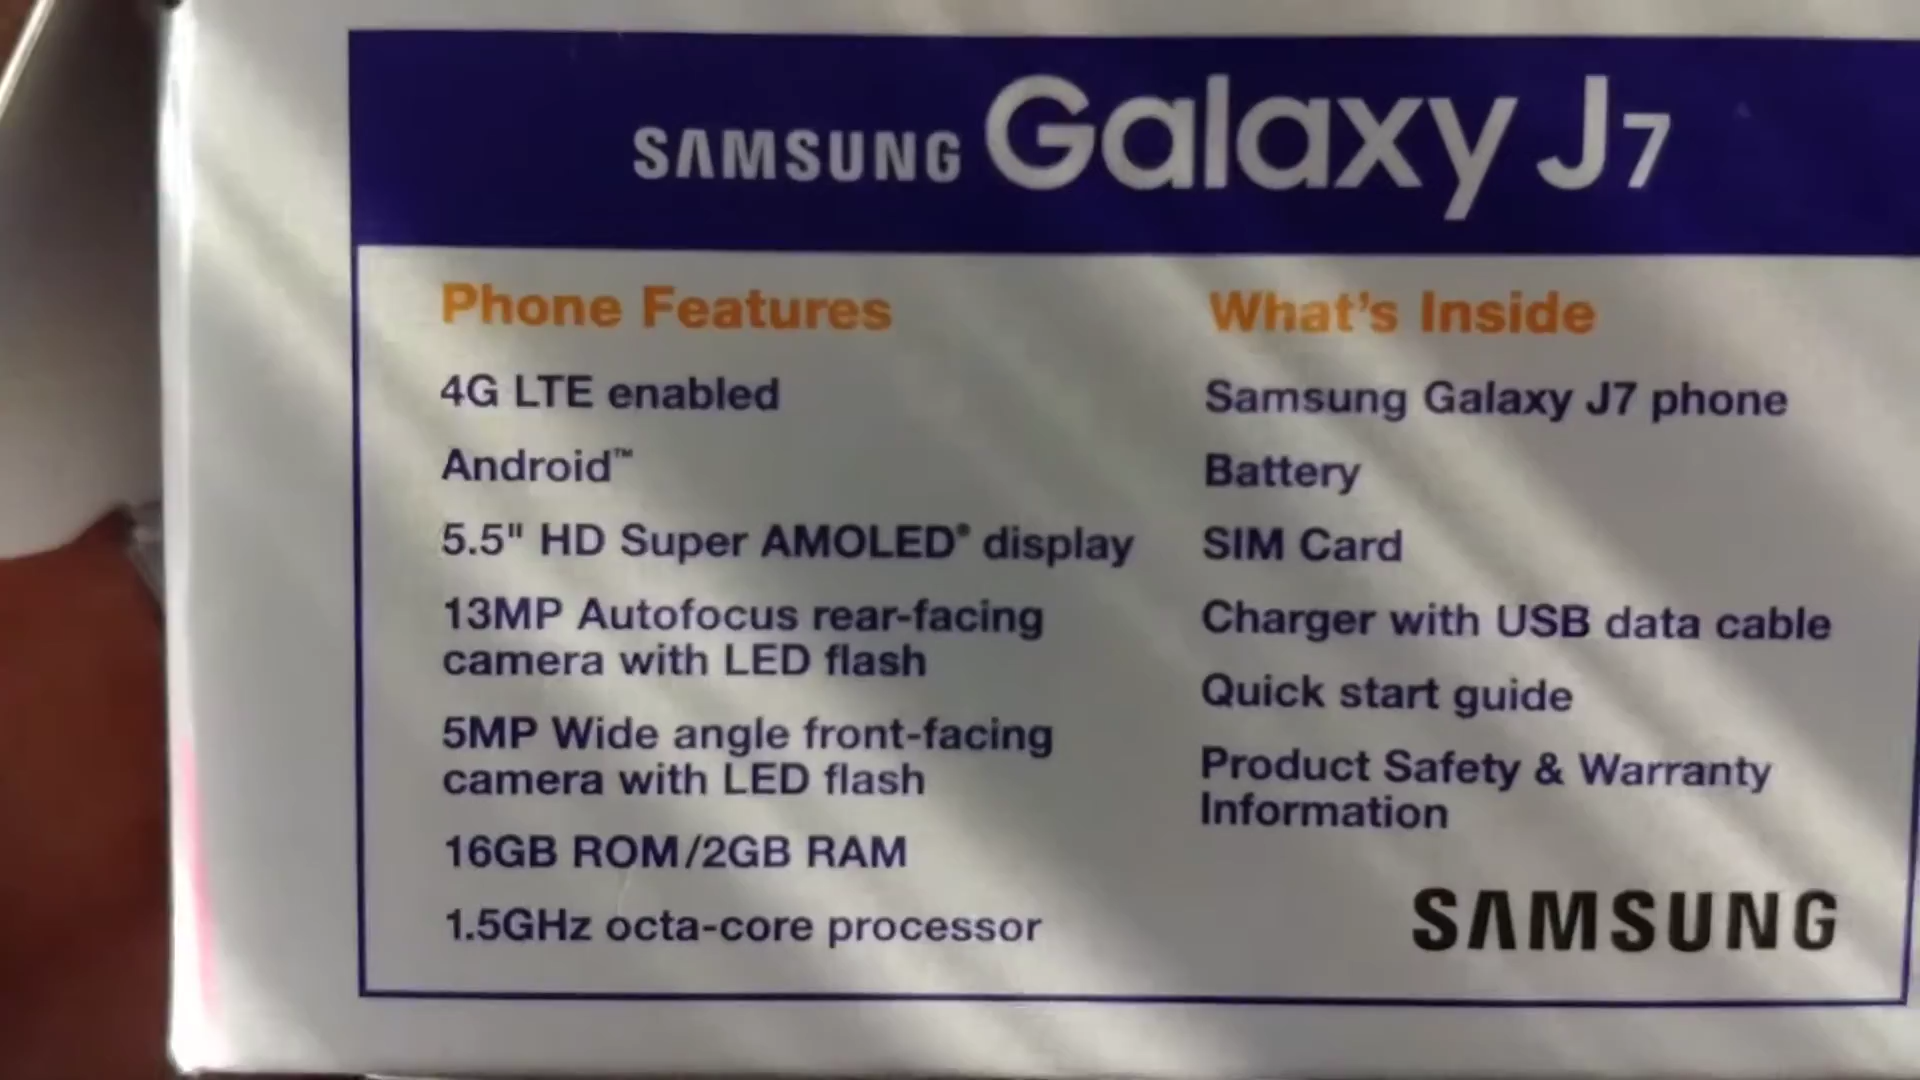 SAMSUNG Galaxy J7
Phone Features
4G LTE enabled
Android™
5.5" HD Super AMOLED® display
13MP Autofocus rear-facing
camera with LED flash
5MP Wide angle front-facing
camera with LED flash
16GB ROM/2GB RAM
1.5GHz octa-core processor
What's Inside
Samsung Galaxy J7 phone
Battery
SIM Card
Charger with USB data cable
Quick start guide
Product Safety & Warranty
Information
SAMSUNG